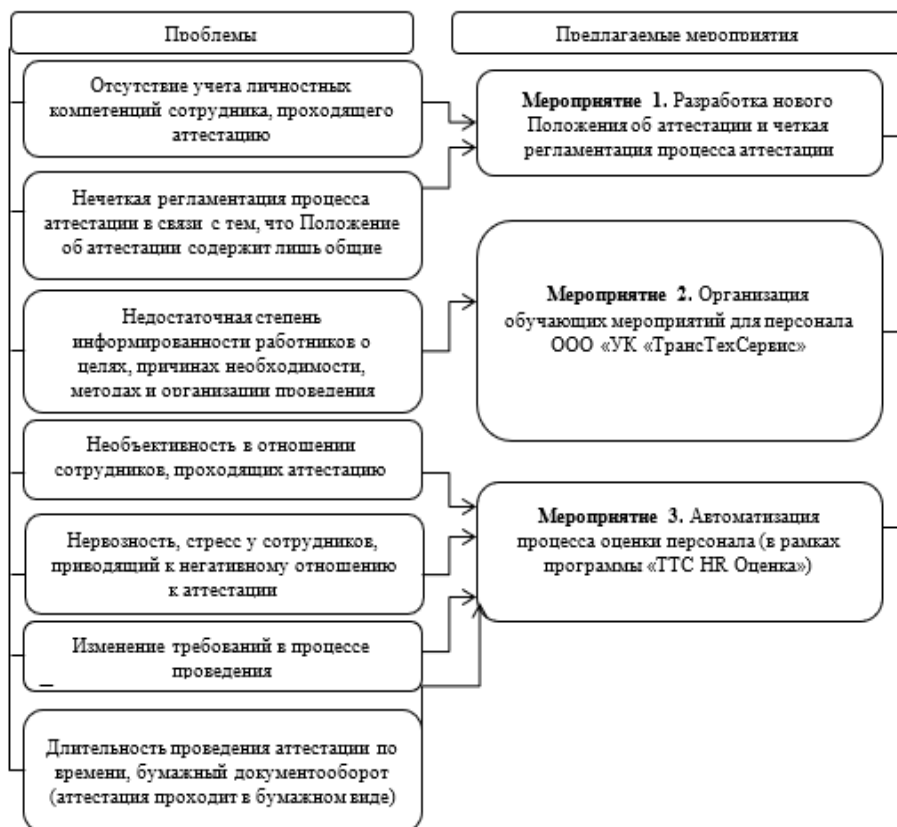 Проблемы
Отсутствие учета личностных
компетенций сотрудника, проходящего
аттестацию
Нечеткая регламентация процесса
аттестации в связи с тем, что Положение
об аттестации содержит лишь общие
Недостаточная степень
информированности работников о
целях, причинах необходимости,
методах и организации проведения
Необъективность в отношении
сотрудников, проходящих аттестацию
Нервозность, стресс у сотрудников,
приводящий к негативному отношению
к аттестации
Изменение требований в процессе
проведения
Длительность проведения аттестации по
времени, бумажный документооборот
(аттестация проходит в бумажном виде)
Предлагаемые мероприятия
Мероприятие 1. Разработка нового
Положения об аттестации и четкая
регламентация процесса аттестации
Мероприятие 2. Организация
обучающих мероприятий для персонала
ООО «УК «ТрансТехСервис»
Мероприятие 3. Автоматизация
процесса оценки персонала (в рамках
программы «ТТС HR Оценка»)